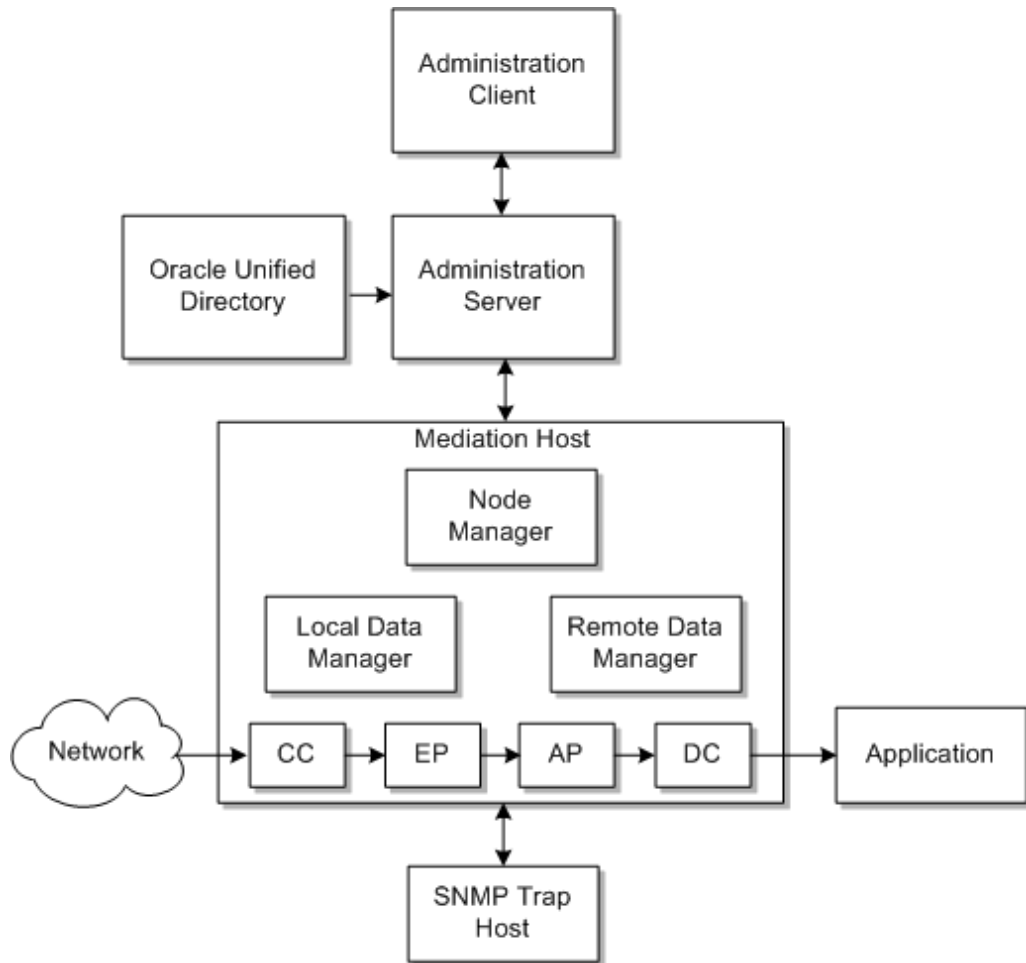 Administration
Client
Oracle Unified
Directory
Administration
Server
Mediation Host
Node
Manager
Local Data
Manager
Remote Data
Manager
Network
CC
EP
AP
DC
Application
SNMP Trap
Host